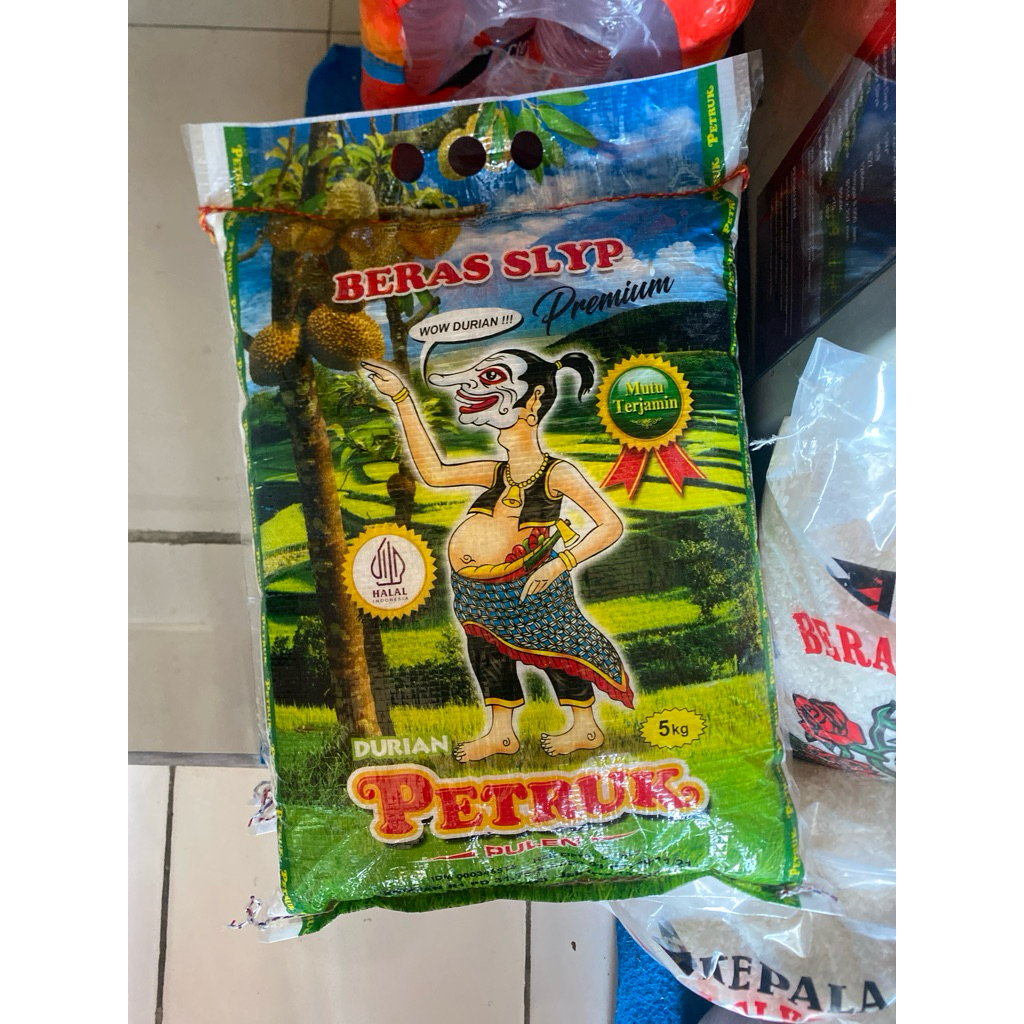 PETRUK
BERAS SLYP
Premium
WOW DURIAN !!!
Mutu
Terjamin
HALAL
INDONESIA
5kg
DURIAN
PETRUK
PULEN
BERA
KEPALA